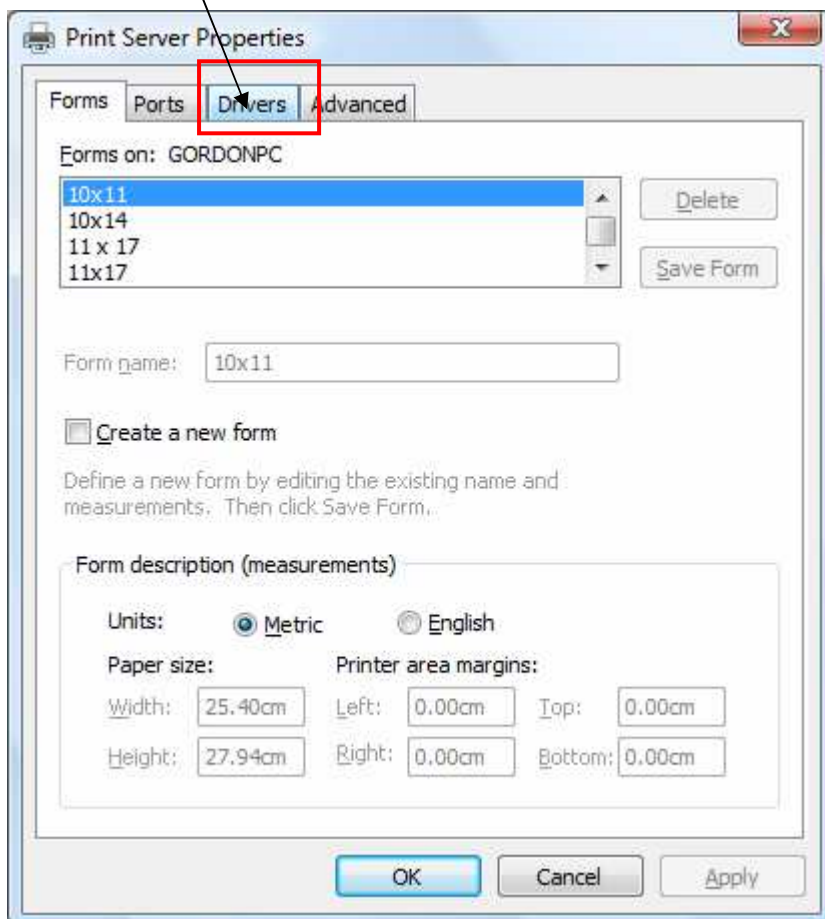 Print Server Properties
Forms Ports Drivers Advanced
Forms on: GORDONPC
10x11 Delete
10x14
11 x 17
11x17 Save Form
Form name: 10x11
Create a new form
Define a new form by editing the existing name and
measurements. Then click Save Form.
Form description (measurements)
Units: Metric English
Paper size: Printer area margins:
Width: 25.40cm Left: 0.00cm Top: 0.00cm
Height: 27.94cm Right: 0.00cm Bottom: 0.00cm
OK Cancel Apply